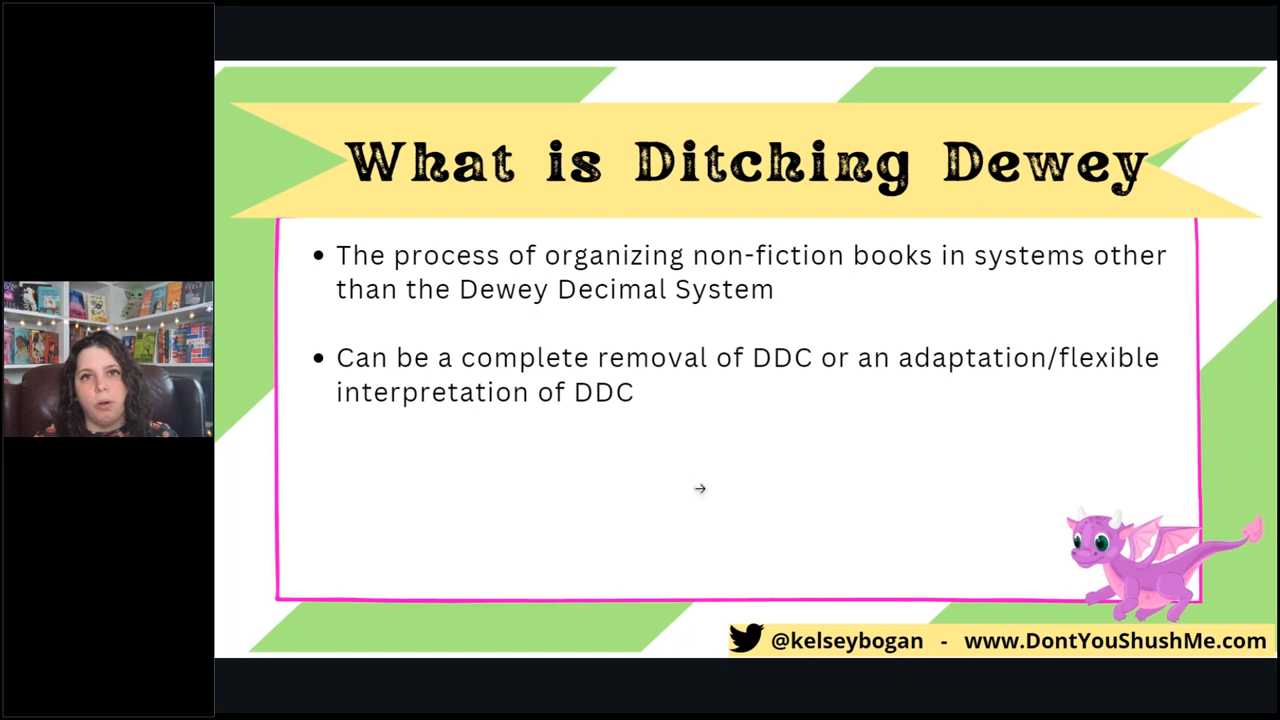 What is Ditching Dewey
• The process of organizing non-fiction books in systems other
than the Dewey Decimal System
• Can be a complete removal of DDC or an adaptation/flexible
interpretation of DDC
@kelseybogan - www.DontYouShushMe.com